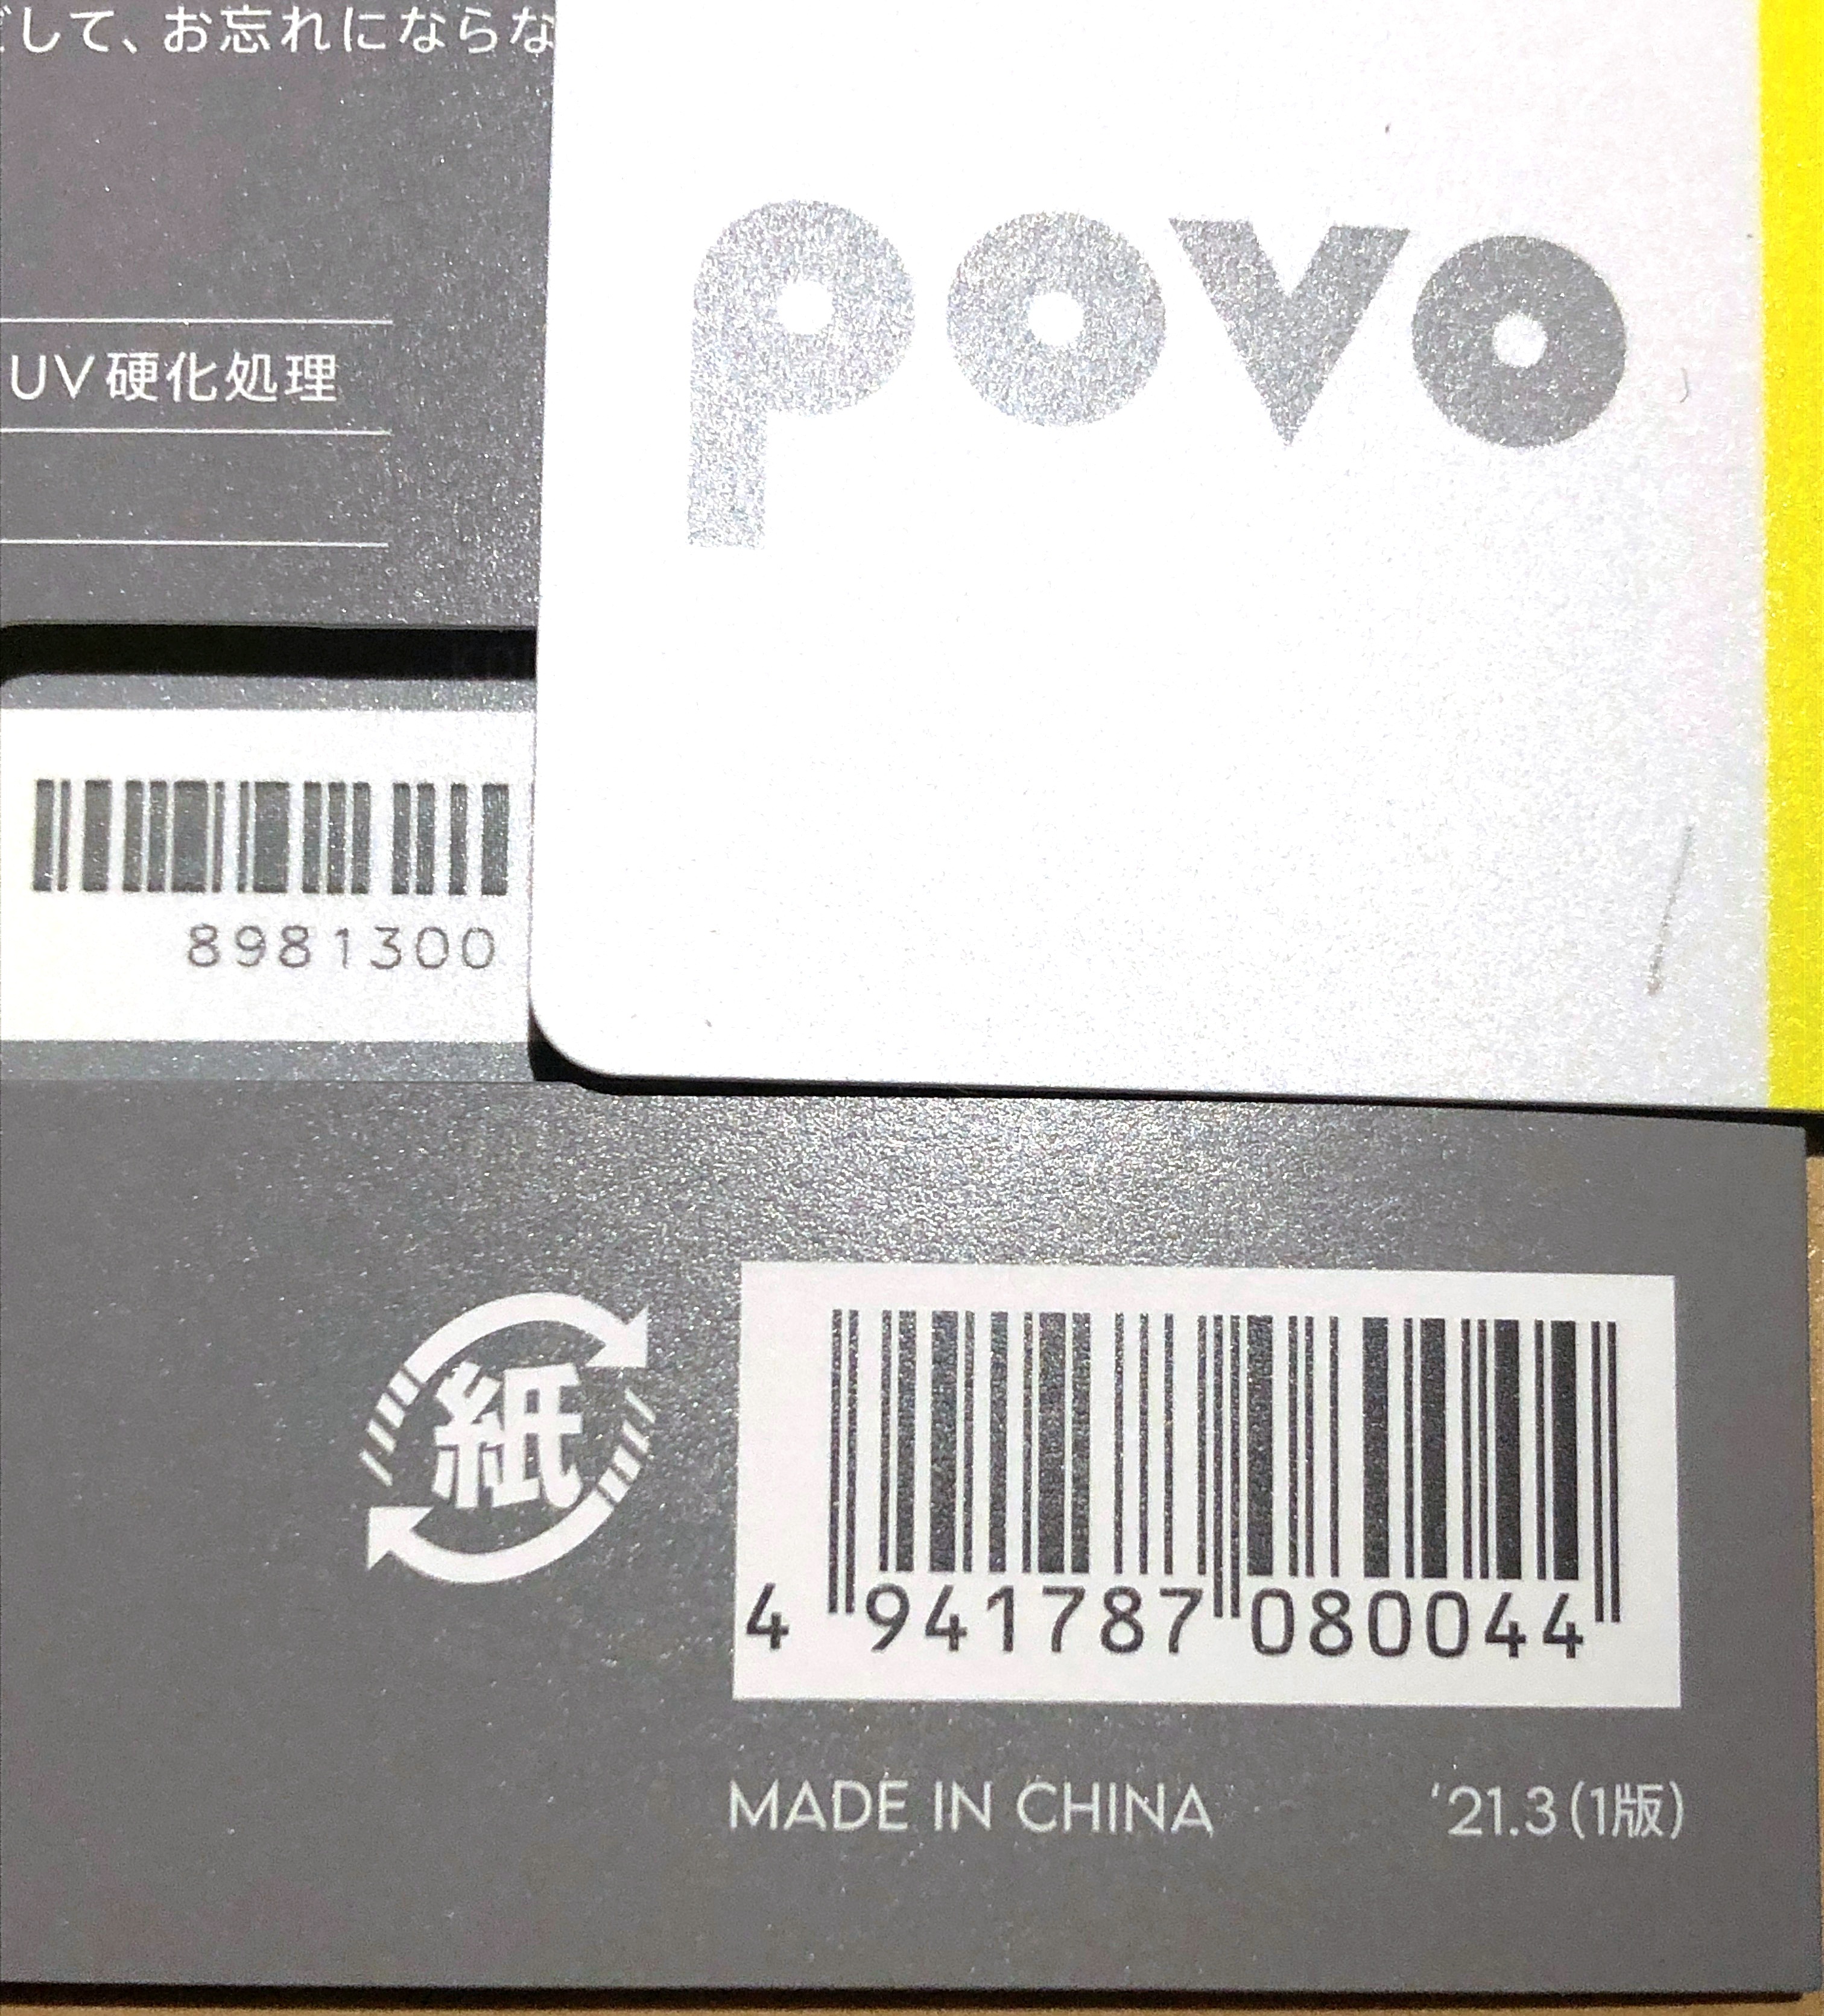 して、お忘れにならな
povo
UV硬化処理
8981300
紙
4 941787 080044
MADE IN CHINA
'21.3(1版)